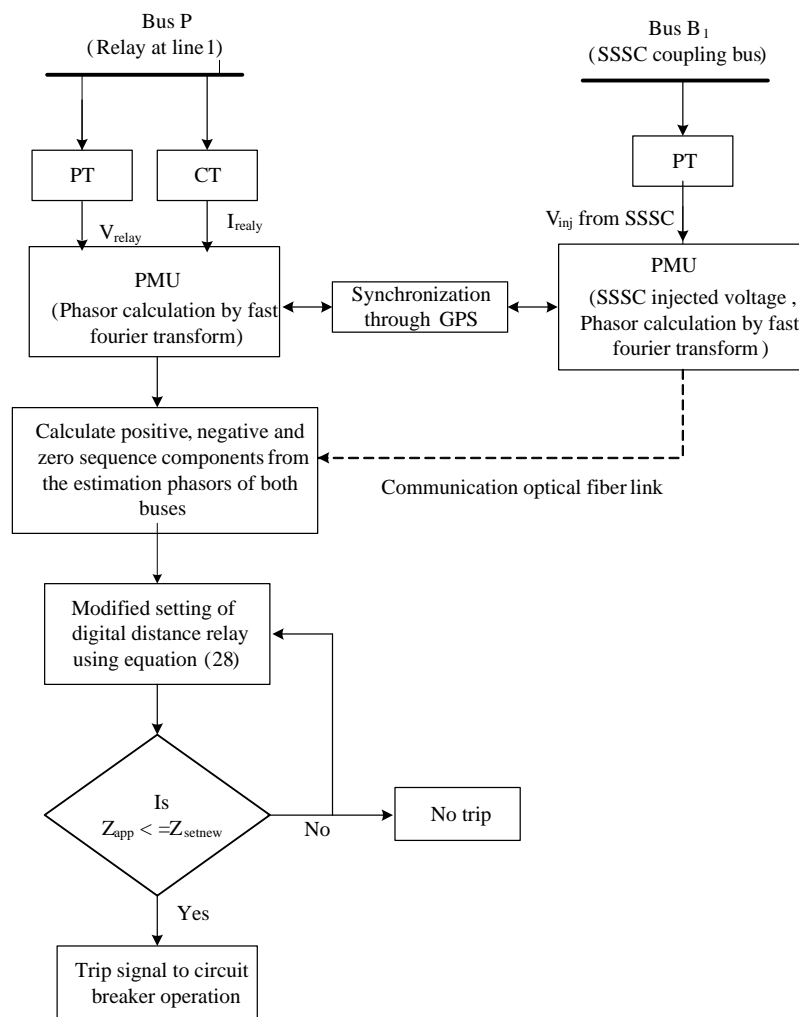 Bus P
(Relay at line1)
Bus B1
(SSSC coupling bus)
PT
CT
PT
Vrelay
Irealy
Vinj from SSSC
PMU
(Phasor calculation by fast
fourier transform)
Synchronization
through GPS
PMU
(SSSC injected voltage ,
Phasor calculation by fast
fourier transform )
Calculate positive, negative and
zero sequence components from
the estimation phasors of both
buses
Communication optical fiber link
Modified setting of
digital distance relay
using equation (28)
Is
Zapp < =Zsetnew
No
No trip
Yes
Trip signal to circuit
breaker operation